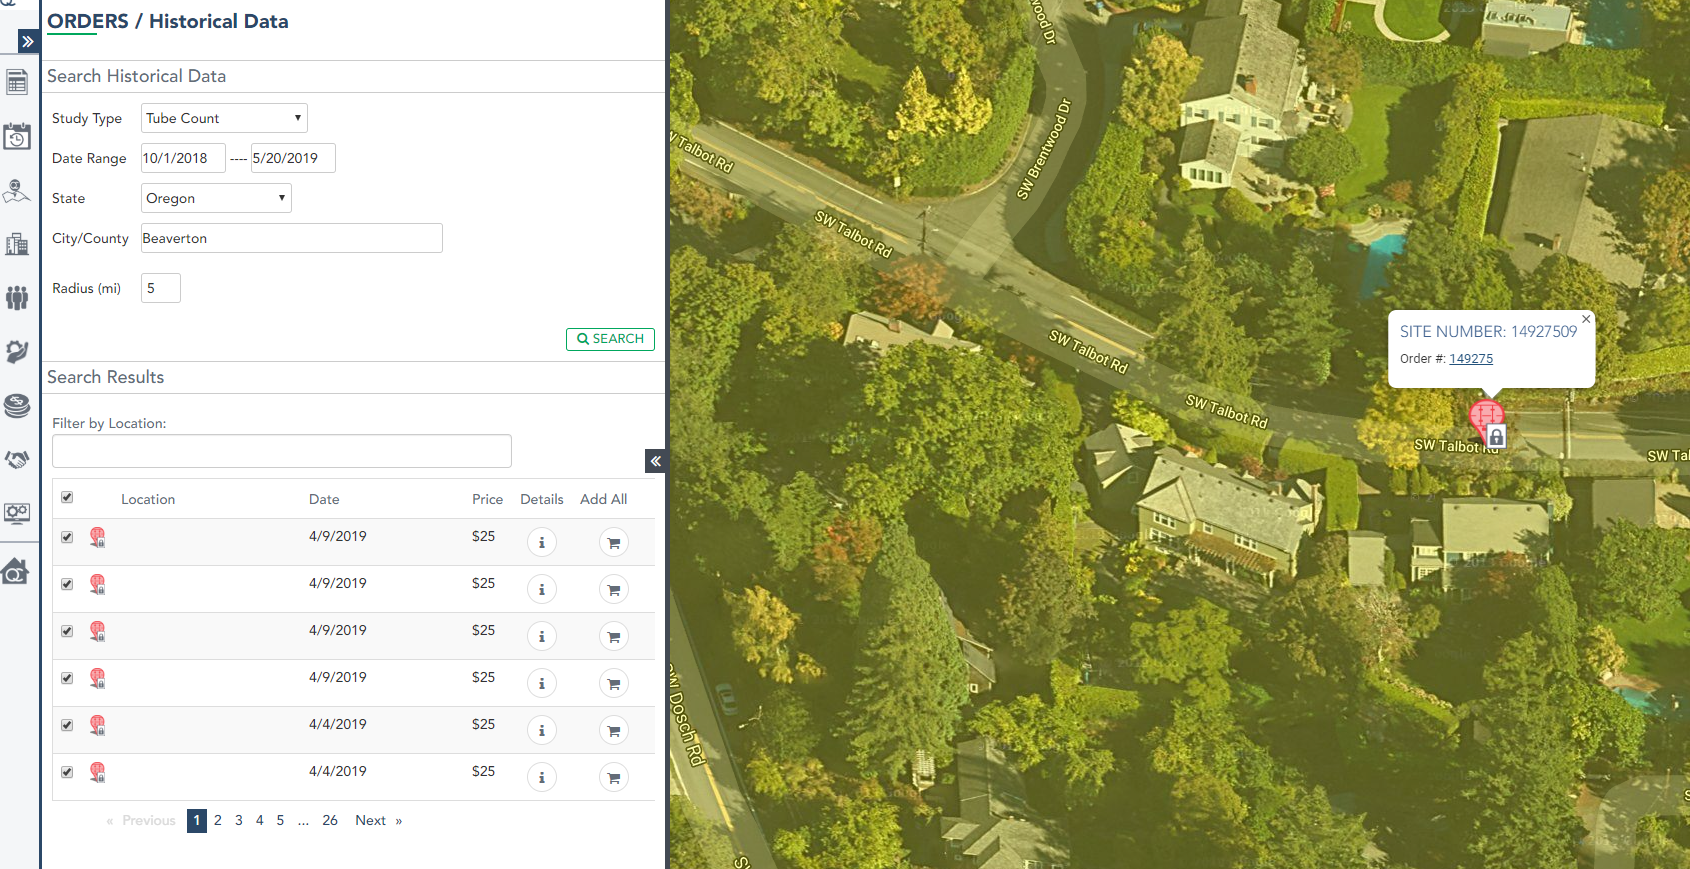 ORDERS / Historical Data
Search Historical Data
Study Type Tube Count
Date Range 10/1/2018 ---- 5/20/2019
State Oregon
City/County Beaverton
Radius (mi) 5
SEARCH
Search Results
Filter by Location:
Location Date Price Details Add All
4/9/2019 $25
4/9/2019 $25
4/9/2019 $25
4/9/2019 $25
4/4/2019 $25
4/4/2019 $25
« Previous 1 2 3 4 5 ... 26 Next »
wood Dr
SW Brentwood Dr
W Talbot Rd
SW Talbot Rd
SW Talbot Rd
SW Talbot Rd
SITE NUMBER: 14927509
×
Order #: 149275
SW Talbot Rd
SW Tal
SW Dosch Rd